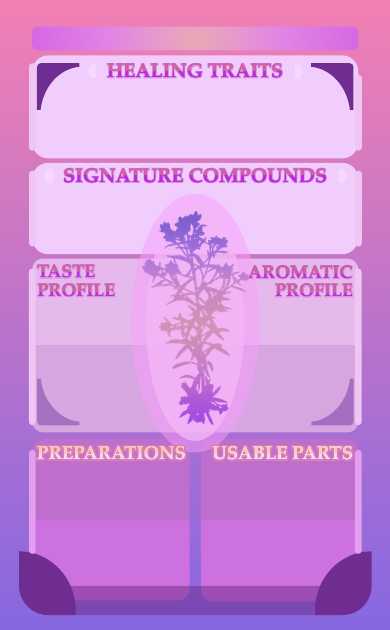 HEALING TRAITS
SIGNATURE COMPOUNDS
TASTE
PROFILE
AROMATIC
PROFILE
PREPARATIONS
USABLE PARTS